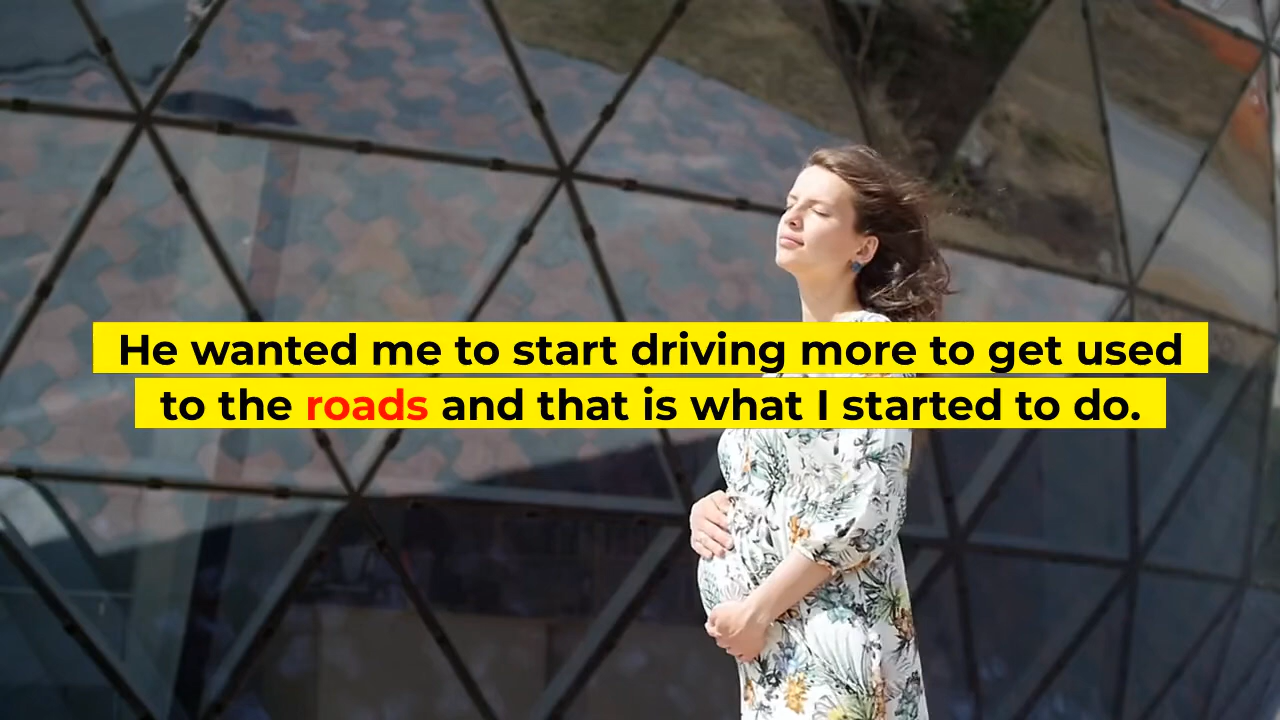 He wanted me to start driving more to get used
to the roads and that is what I started to do.